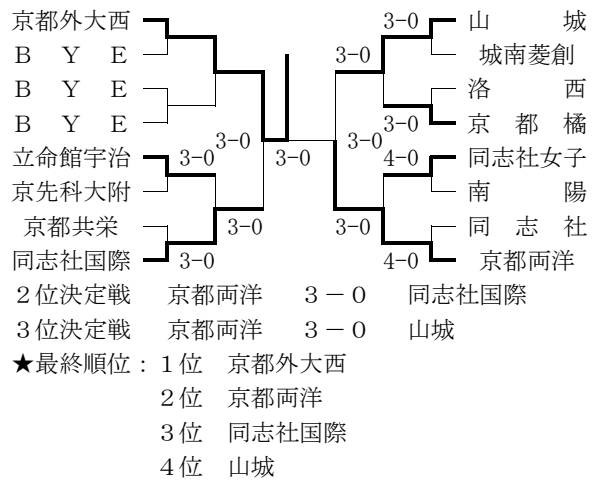 京都外大西
ＢＹＥ
ＢＹＥ
ＢＹＥ
立命館宇治
京先科大附
京都共栄
同志社国際
3-0
3-0
3-0
3-0
3-0
3-0
3-0
3-0
3-0
3-0
4-0
3-0
4-0
山城
城南菱創
洛西
京都橘
同志社女子
南陽
同志社
京都両洋
２位決定戦　京都両洋　３－０　同志社国際
３位決定戦　京都両洋　３－０　山城
★最終順位：１位　京都外大西
２位　京都両洋
３位　同志社国際
４位　山城